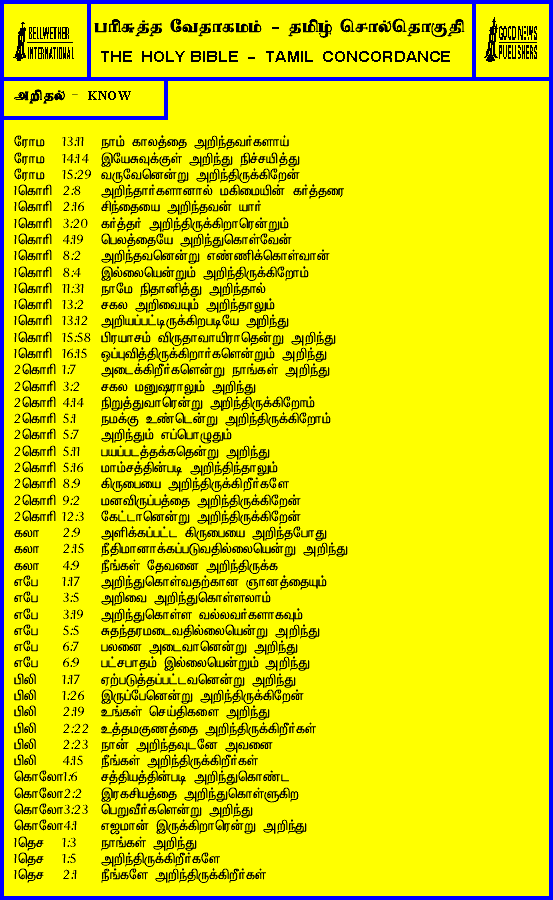 BELLWETHER
INTERNATIONAL
பரிசுத்த வேதாகமம் - தமிழ் சொல்தொகுதி
THE HOLY BIBLE - TAMIL CONCORDANCE
GOOD NEWS
PUBLISHERS
அறிதல் - KNOW
ரோம 13:11 நாம் காலத்தை அறிந்தவர்களாய்
ரோம 14:14 இயேசுவுக்குள் அறிந்து நிச்சயித்து
ரோம 15:29 வருவேனென்று அறிந்திருக்கிறேன்
1கொரி 2:8 அறிந்தார்களானால் மகிமையின் கர்த்தரை
1கொரி 2:16 சிந்தையை அறிந்தவன் யார்
1கொரி 3:20 கர்த்தர் அறிந்திருக்கிறாரென்றும்
1கொரி 4:19 பெலத்தையே அறிந்துகொள்வேன்
1கொரி 8:2 அறிந்தவனென்று எண்ணிக்கொள்வான்
1கொரி 8:4 இல்லையென்றும் அறிந்திருக்கிறோம்
1கொரி 11:31 நாமே நிதானித்து அறிந்தால்
1கொரி 13:2 சகல அறிவையும் அறிந்தாலும்
1கொரி 13:12 அறியப்பட்டிருக்கிறபடியே அறிந்து
1கொரி 15:58 பிரயாசம் விருதாவாயிராதென்று அறிந்து
1கொரி 16:15 ஒப்புவித்திருக்கிறார்களென்றும் அறிந்து
2கொரி 1:7 அடைக்கிறீர்களென்று நாங்கள் அறிந்து
2கொரி 3:2 சகல மனுஷராலும் அறிந்து
2கொரி 4:14 நிறுத்துவாரென்று அறிந்திருக்கிறோம்
2கொரி 5:1 நமக்கு உண்டென்று அறிந்திருக்கிறோம்
2கொரி 5:7 அறிந்தும் எப்பொழுதும்
2கொரி 5:11 பயப்படத்தக்கதென்று அறிந்து
2கொரி 5:16 மாம்சத்தின்படி அறிந்திந்தாலும்
2கொரி 8:9 கிருபையை அறிந்திருக்கிறீர்களே
2கொரி 9:2 மனவிருப்பத்தை அறிந்திருக்கிறேன்
2கொரி 12:3 கேட்டானென்று அறிந்திருக்கிறேன்
கலா 2:9 அளிக்கப்பட்ட கிருபையை அறிந்தபோது
கலா 2:15 நீதிமானாக்கப்படுவதில்லையென்று அறிந்து
கலா 4:9 நீங்கள் தேவனை அறிந்திருக்க
எபே 1:17 அறிந்துகொள்வதற்கான ஞானத்தையும்
எபே 3:5 அறிவை அறிந்துகொள்ளலாம்
எபே 3:19 அறிந்துகொள்ள வல்லவர்களாகவும்
எபே 5:5 சுதந்தரமடைவதில்லையென்று அறிந்து
எபே 6:7 பலனை அடைவானென்று அறிந்து
எபே 6:9 பட்சபாதம் இல்லையென்றும் அறிந்து
பிலி 1:17 ஏற்படுத்தப்பட்டவனென்று அறிந்து
பிலி 1:26 இருப்பேனென்று அறிந்திருக்கிறேன்
பிலி 2:19 உங்கள் செய்திகளை அறிந்து
பிலி 2:22 உத்தமகுணத்தை அறிந்திருக்கிறீர்கள்
பிலி 2:23 நான் அறிந்தவுடனே அவனை
பிலி 4:15 நீங்கள் அறிந்திருக்கிறீர்கள்
கொலோ1:6 சத்தியத்தின்படி அறிந்துகொண்ட
கொலோ2:2 இரகசியத்தை அறிந்துகொள்ளுகிற
கொலோ3:23 பெறுவீர்களென்று அறிந்து
கொலோ4:1 எஜமான் இருக்கிறாரென்று அறிந்து
1தெச 1:3 நாங்கள் அறிந்து
1தெச 1:5 அறிந்திருக்கிறீர்களே
1தெச 2:1 நீங்களே அறிந்திருக்கிறீர்கள்